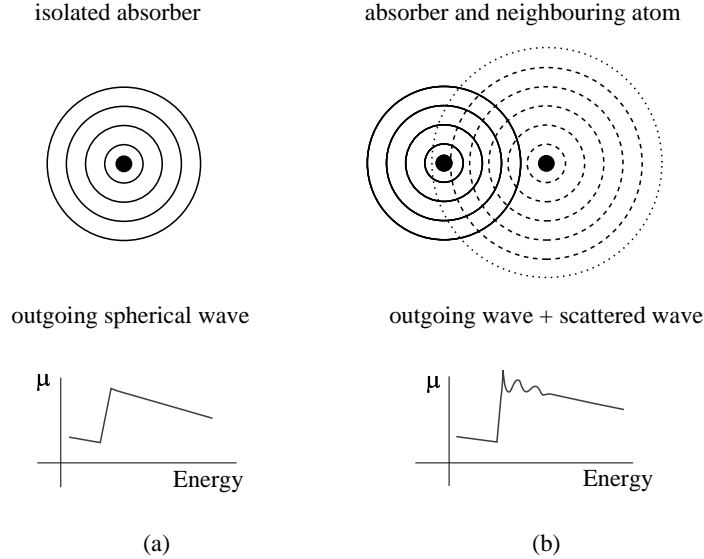 isolated absorber
absorber and neighbouring atom
outgoing spherical wave
outgoing wave + scattered wave
μ
Energy
μ
Energy
(a)
(b)